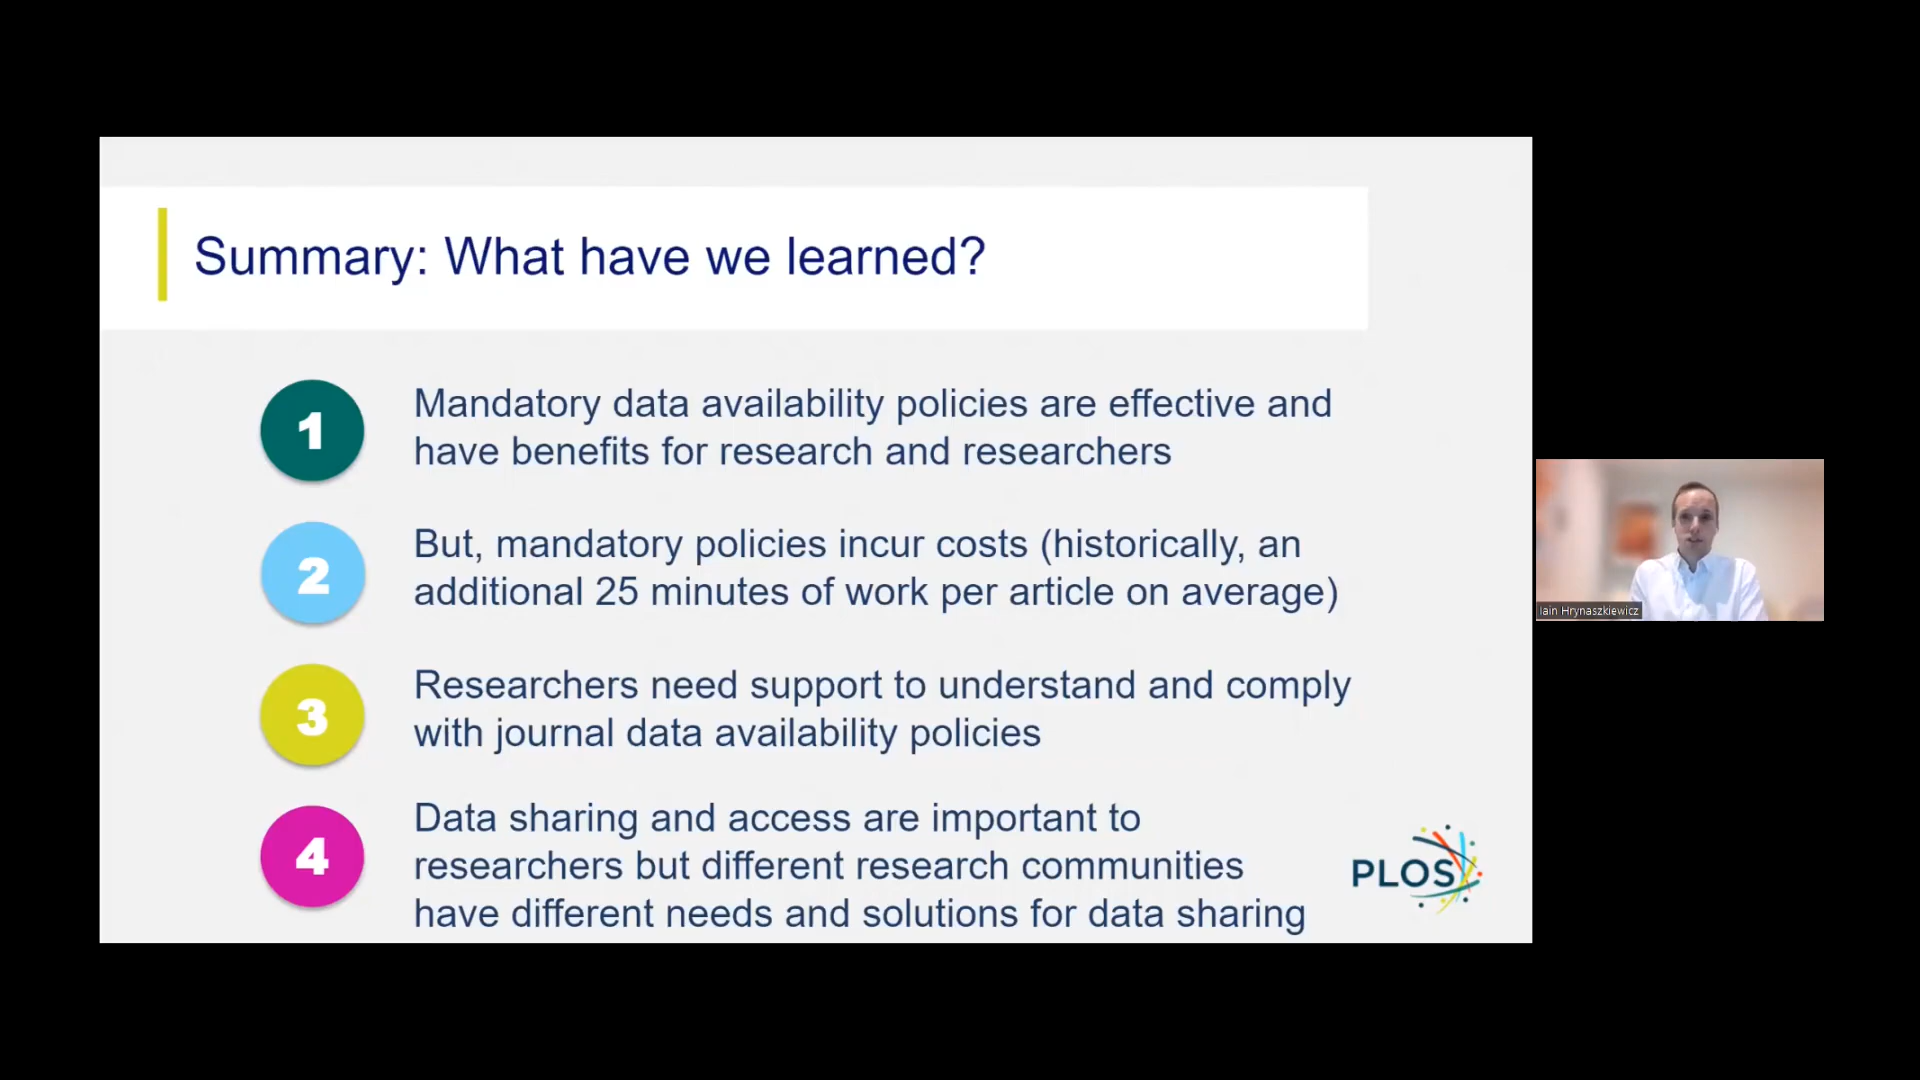 Summary: What have we learned?
1
Mandatory data availability policies are effective and
have benefits for research and researchers
2
But, mandatory policies incur costs (historically, an
additional 25 minutes of work per article on average)
3
Researchers need support to understand and comply
with journal data availability policies
4
Data sharing and access are important to
researchers but different research communities
have different needs and solutions for data sharing
PLOS
Iain Hrynaszkiewicz